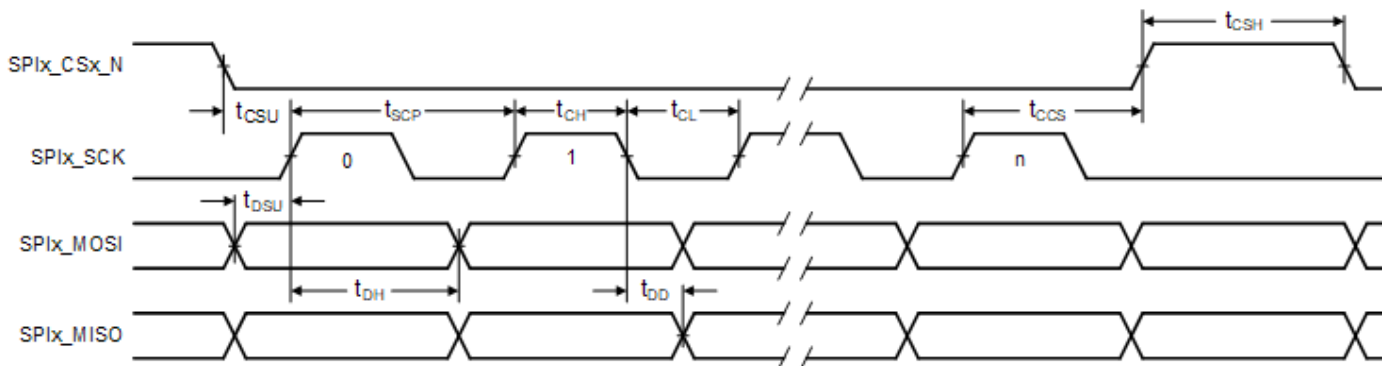 tCSH
SPIx_CSx_N
tCSU tSCP tCH tCL tCCS
SPIx_SCK 0 1 n
tDSU
SPIx_MOSI
tDH tDD
SPIx_MISO